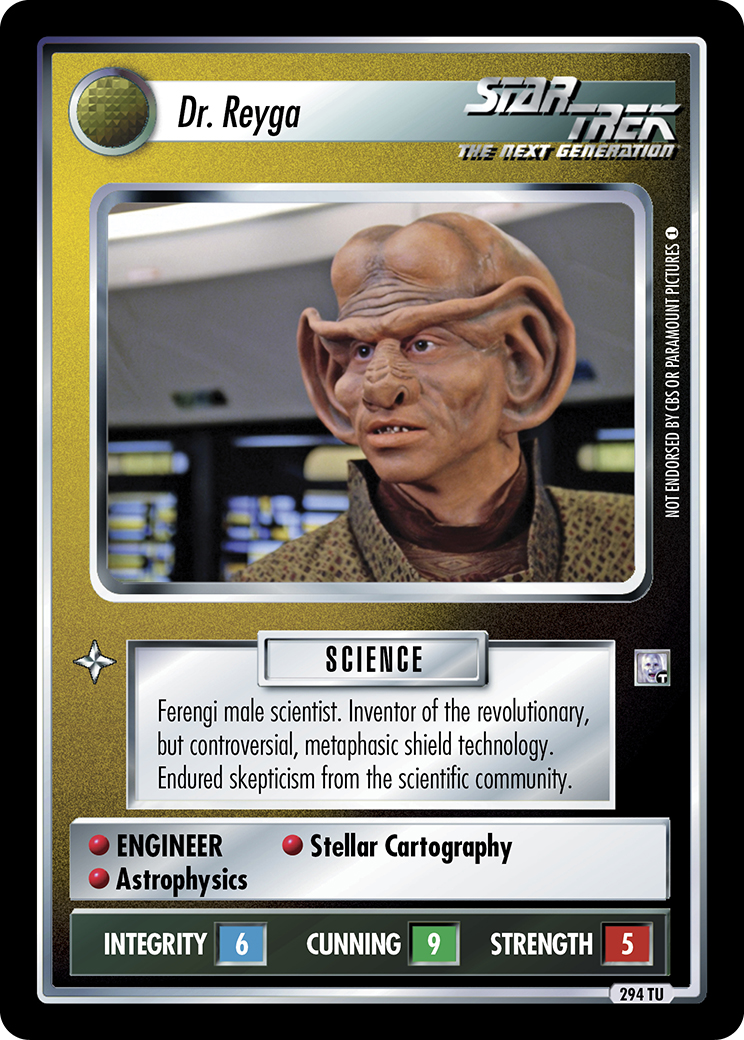 Dr. Reyga
STAR TREK
THE NEXT GENERATION
NOT ENDORSED BY CBS OR PARAMOUNT PICTURES 1
SCIENCE
Ferengi male scientist. Inventor of the revolutionary,
but controversial, metaphasic shield technology.
Endured skepticism from the scientific community.
T
ENGINEER
Stellar Cartography
Astrophysics
INTEGRITY 6 CUNNING 9 STRENGTH 5
294 TU